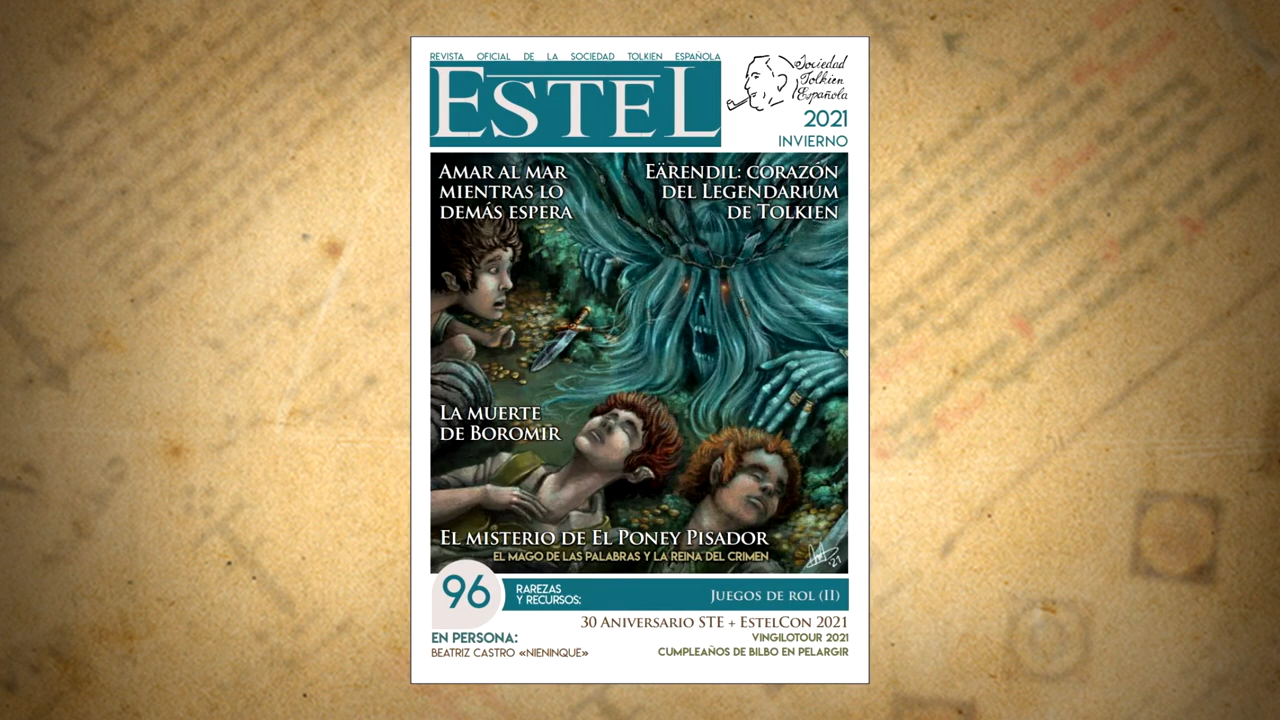 REVISTA OFICIAL DE LA SOCIEDAD TOLKIEN ESPAÑOLA
ESTEL
Sociedad
Tolkien
Española
2021
INVIERNO
AMAR AL MAR
MIENTRAS LO
DEMÁS ESPERA
EÄRENDIL: CORAZÓN
DEL LEGENDARIUM
DE TOLKIEN
LA MUERTE
DE BOROMIR
EL MISTERIO DE EL PONEY PISADOR
EL MAGO DE LAS PALABRAS Y LA REINA DEL CRIMEN
96
RAREZAS
Y RECURSOS:
JUEGOS DE ROL (II)
30 ANIVERSARIO STE + ESTELCON 2021
EN PERSONA:
VINGILOTOUR 2021
BEATRIZ CASTRO «NIENINQUE»
CUMPLEAÑOS DE BILBO EN PELARGIR